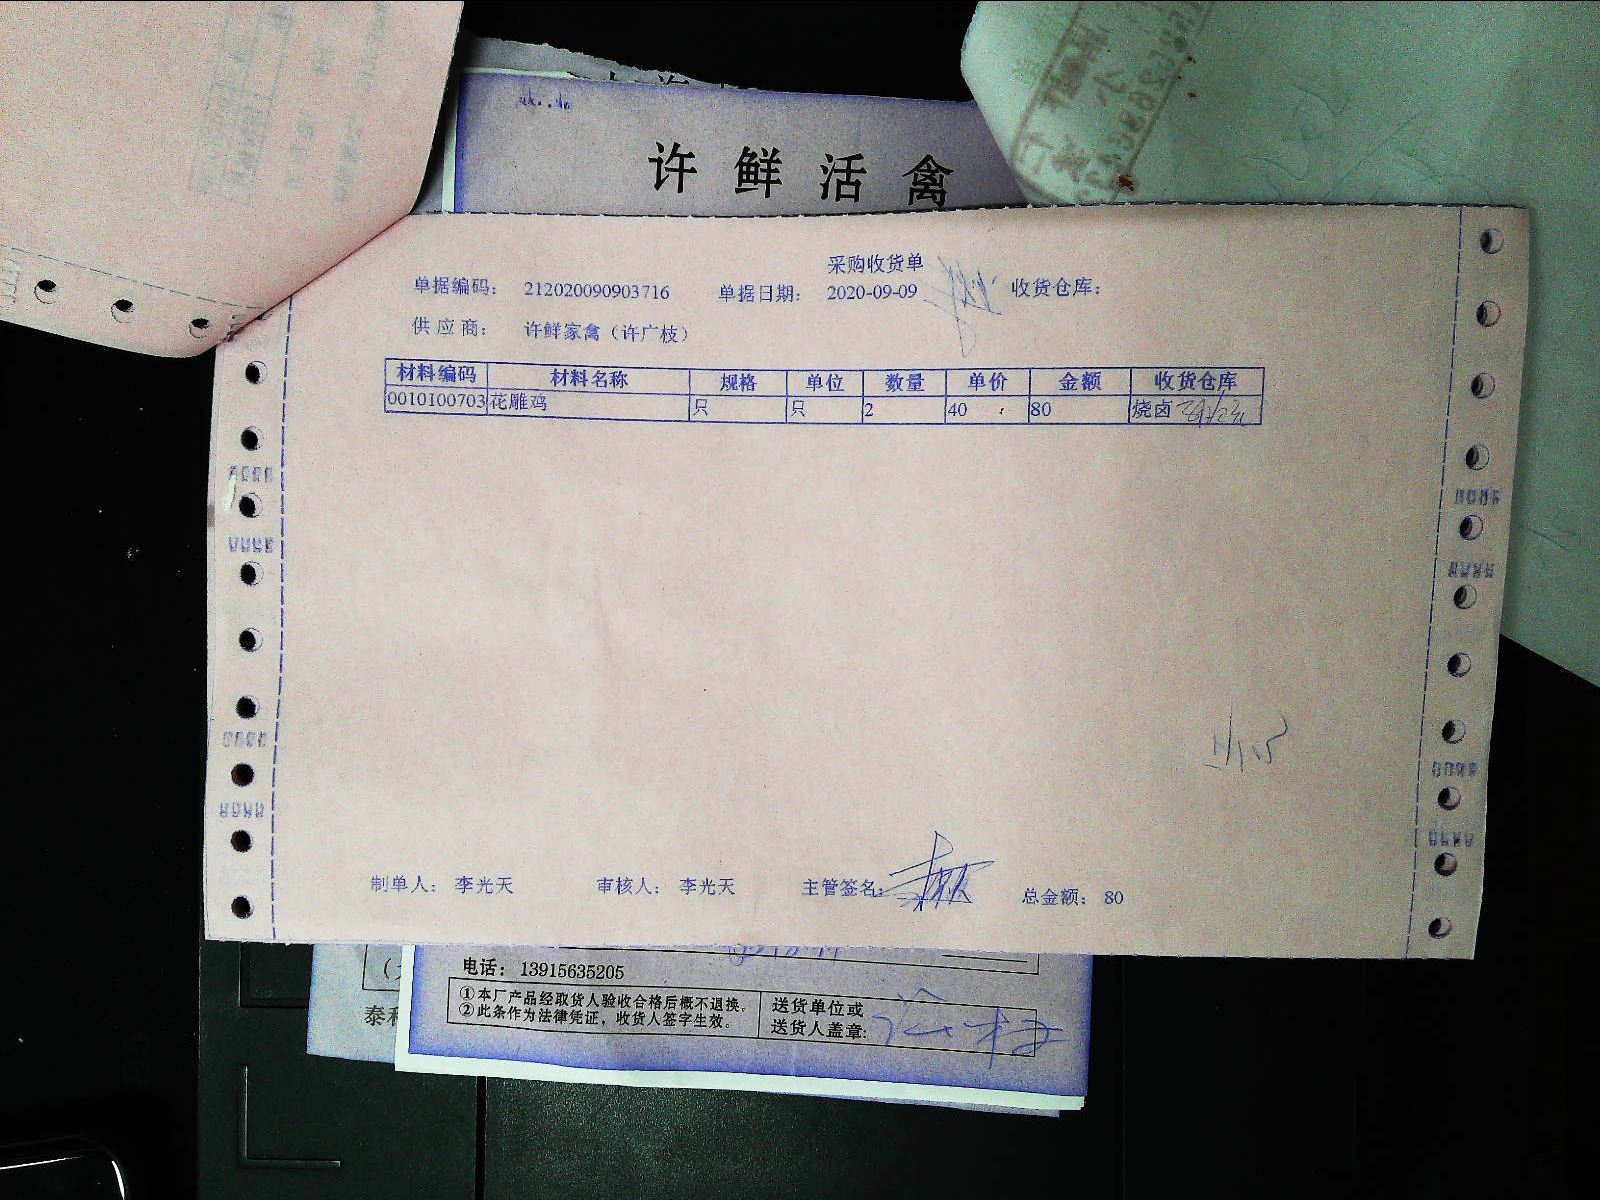 许鲜活禽
采购收货单
单据编码： 212020090903716 单据日期： 2020-09-09 收货仓库：
供应商： 许鲜家禽（许广枝）
材料编码 材料名称 规格 单位 数量 单价 金额 收货仓库
0010100703 花雕鸡 只 只 2 40 80 烧卤
制单人： 李光天 审核人： 李光天 主管签名： 总金额： 80
电话： 13915635205
①本厂产品经取货人验收合格后概不退换。 送货单位或
②此条作为法律凭证，收货人签字生效。 送货人盖章：